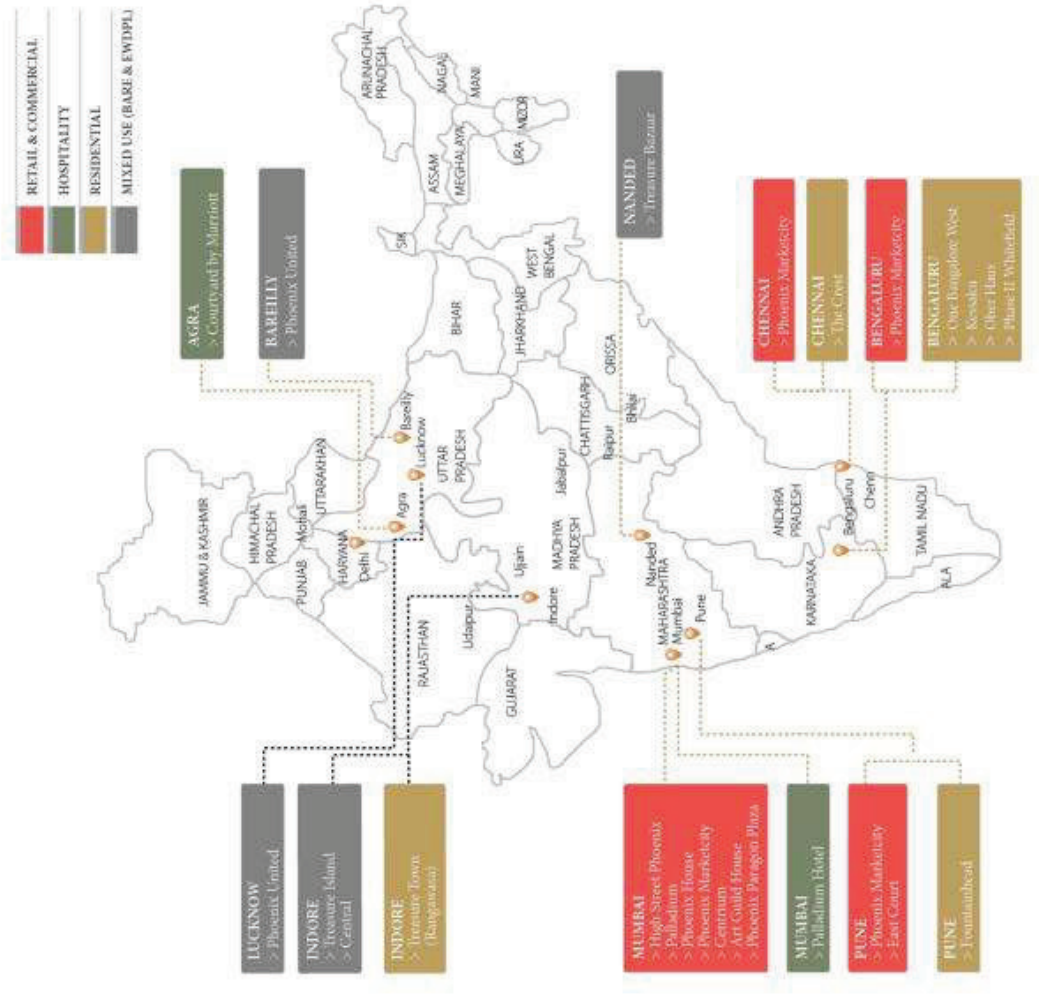 RETAIL & COMMERCIAL
HOSPITALITY
RESIDENTIAL
MIXED USE (BARE & EWDPL)
LUCKNOW
> Phoenix United
INDORE
> Treasure Island
> Central
INDORE
> Treasure Town
(Rangawasa)
MUMBAI
> High Street Phoenix
> Palladium
> Phoenix House
> Phoenix Marketcity
> Centrium
> Art Guild House
> Phoenix Paragon Plaza
MUMBAI
> Palladium Hotel
PUNE
> Phoenix Marketcity
> East Court
PUNE
> Fountainhead
AGRA
> Courtyard by Marriott
BAREILLY
> Phoenix United
NANDED
> Treasure Bazaar
CHENNAI
> Phoenix Marketcity
CHENNAI
> The Crest
BENGALURU
> Phoenix Marketcity
BENGALURU
> One Bangalore West
> Kessaku
> Ober Haus
> Phase II Whitefield
JAMMU & KASHMIR
HIMACHAL
PRADESH
PUNJAB
Mohali
UTTARAKHAN
HARYANA
Delhi
Agra
Bareilly
Lucknow
UTTAR
PRADESH
RAJASTHAN
Udaipur
GUJARAT
Ujjain
Indore
MADHYA
PRADESH
Jabalpur
BIHAR
SIK
ASSAM
MEGHALAYA
ARUNACHAL
PRADESH
NAGAL
MANI
MIZOR
URA
WEST
BENGAL
JHARKHAND
ORISSA
CHATTISGARH
Raipur
Bhilai
Nanded
MAHARASHTRA
Mumbai
Pune
A
KARNATAKA
ANDHRA
PRADESH
Bengaluru
Chenn
TAMIL NADU
ALA